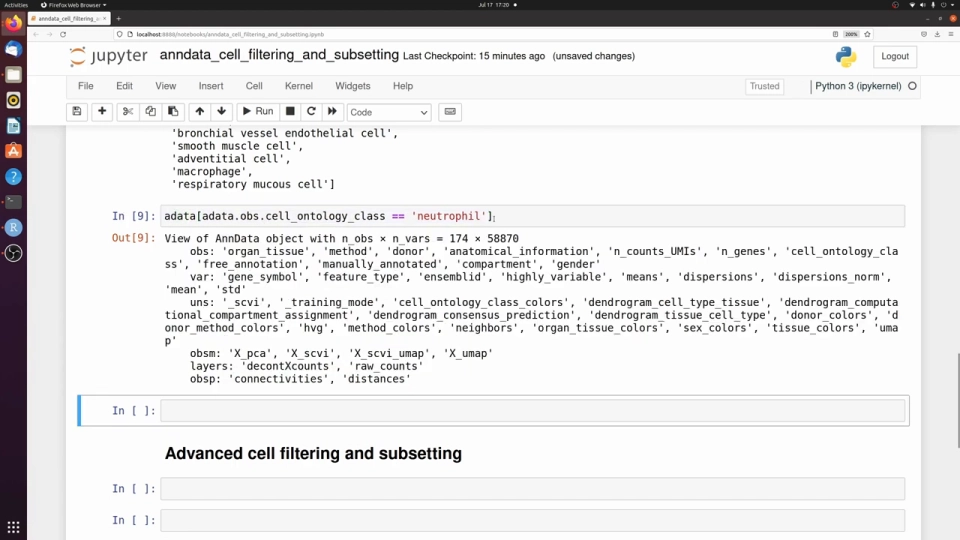 Activities
Firefox Web Browser
Jul 17 17:20
anndata_cell_filtering_a
localhost:8888/notebooks/anndata_cell_filtering_and_subsetting.ipynb
200%
jupyter
anndata_cell_filtering_and_subsetting Last Checkpoint: 15 minutes ago (unsaved changes)
Logout
File Edit View Insert Cell Kernel Widgets Help
Trusted
Python 3 (ipykernel)
Run
Code
'bronchial vessel endothelial cell',
'smooth muscle cell',
'adventitial cell',
'macrophage',
'respiratory mucous cell']
In [9]: adata[adata.obs.cell_ontology_class == 'neutrophil']
Out[9]: View of AnnData object with n_obs × n_vars = 174 × 58870
obs: 'organ_tissue', 'method', 'donor', 'anatomical_information', 'n_counts_UMIs', 'n_genes', 'cell_ontology_cla
ss', 'free_annotation', 'manually_annotated', 'compartment', 'gender'
var: 'gene_symbol', 'feature_type', 'ensemblid', 'highly_variable', 'means', 'dispersions', 'dispersions_norm',
'mean', 'std'
uns: '_scvi', '_training_mode', 'cell_ontology_class_colors', 'dendrogram_cell_type_tissue', 'dendrogram_computa
tional_compartment_assignment', 'dendrogram_consensus_prediction', 'dendrogram_tissue_cell_type', 'donor_colors', 'd
onor_method_colors', 'hvg', 'method_colors', 'neighbors', 'organ_tissue_colors', 'sex_colors', 'tissue_colors', 'uma
p'
obsm: 'X_pca', 'X_scvi', 'X_scvi_umap', 'X_umap'
layers: 'decontXcounts', 'raw_counts'
obsp: 'connectivities', 'distances'
In [ ]:
Advanced cell filtering and subsetting
In [ ]:
In [ ]: